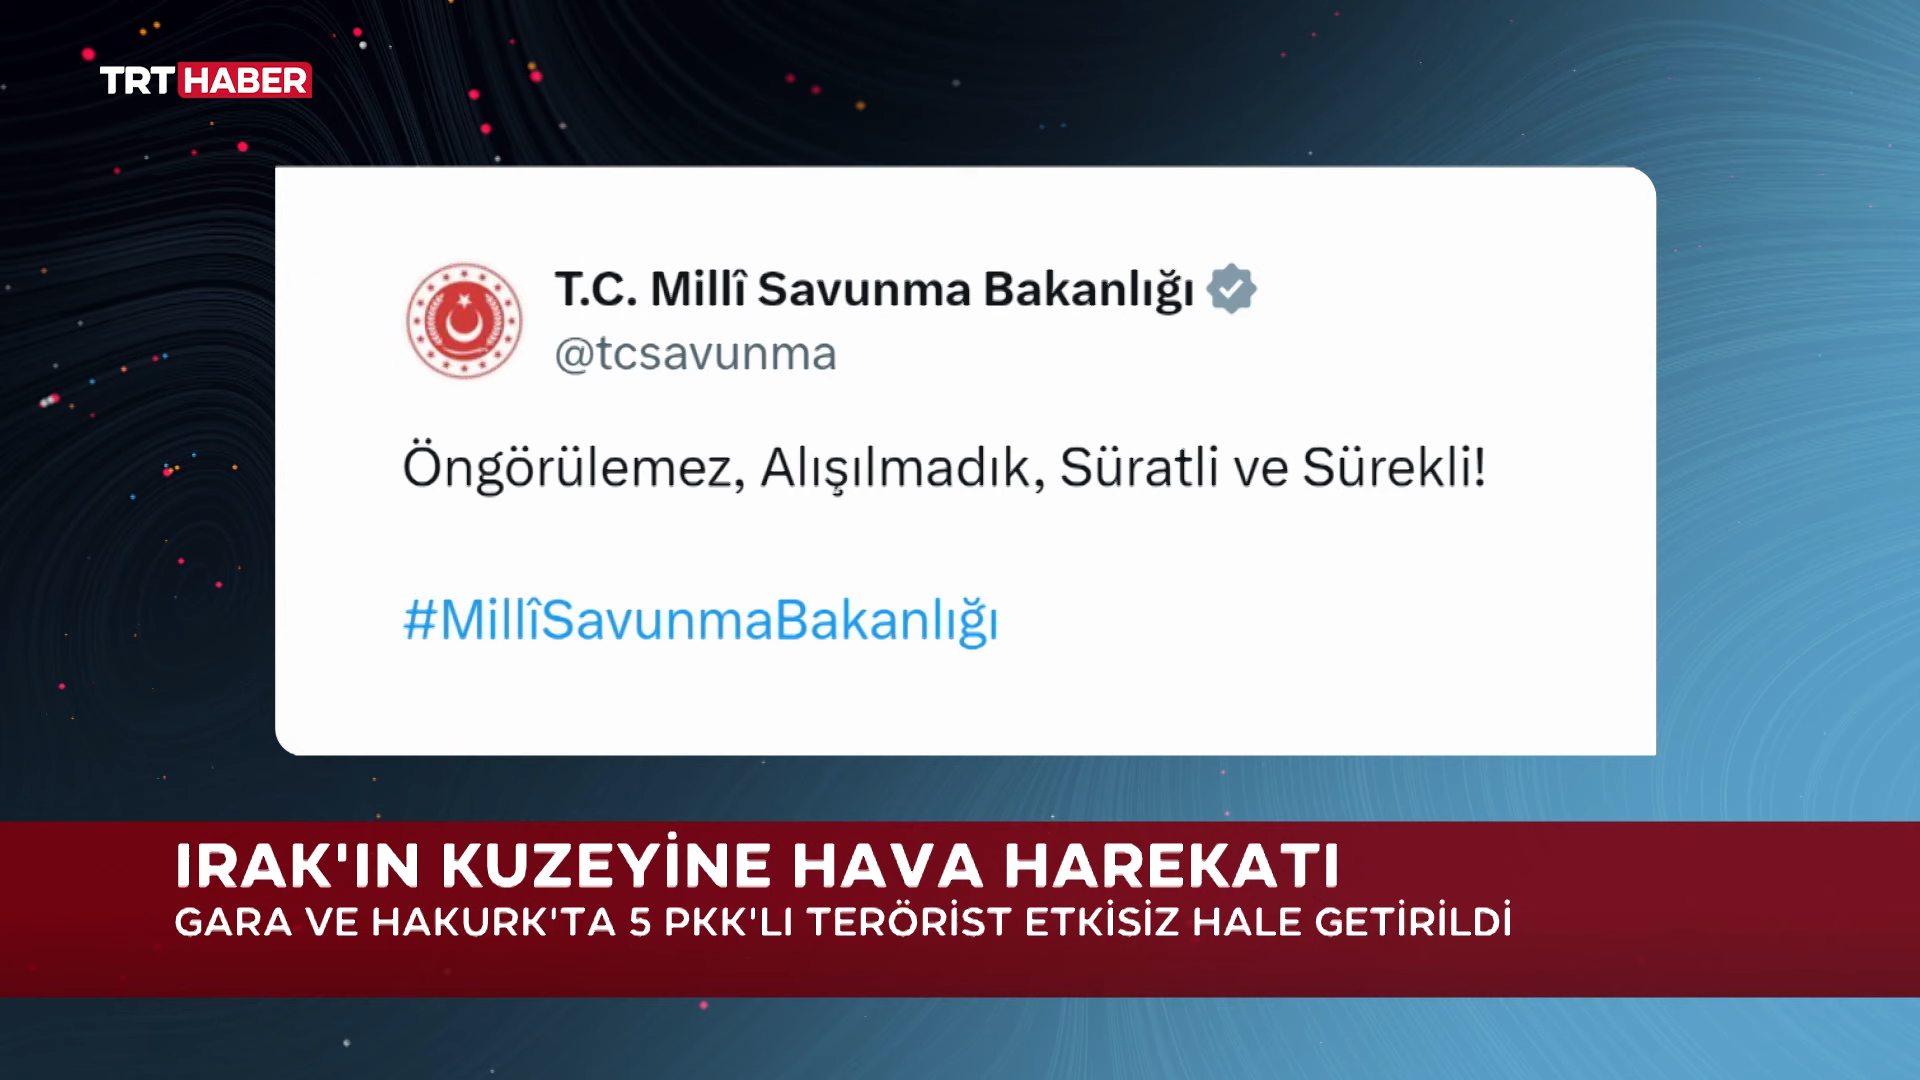 TRT HABER
T.C. Millî Savunma Bakanlığı
@tcsavunma
Öngörülemez, Alışılmadık, Süratli ve Sürekli!
#MillîSavunmaBakanlığı
IRAK'IN KUZEYİNE HAVA HAREKATI
GARA VE HAKURK'TA 5 PKK'LI TERÖRİST ETKİSİZ HALE GETİRİLDİ